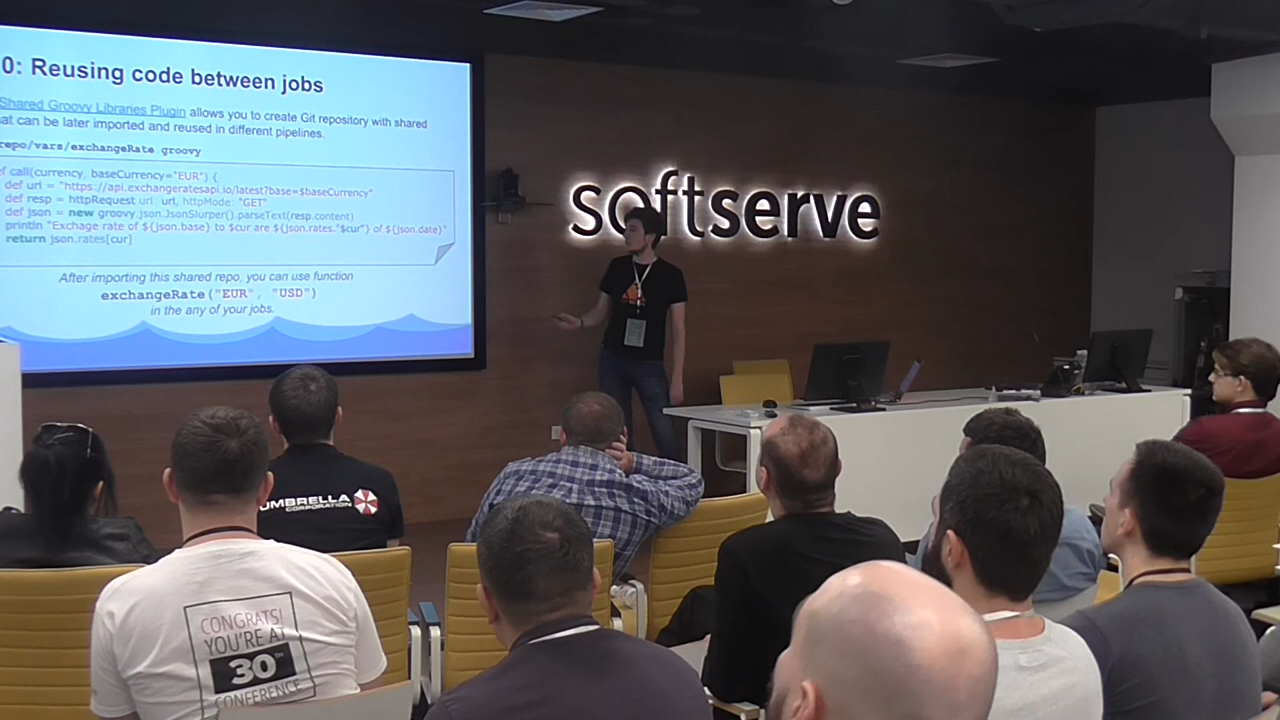 0: Reusing code between jobs
Shared Groovy Libraries Plugin allows you to create Git repository with shared
at can be later imported and reused in different pipelines.
repo/vars/exchangeRate.groovy
ef call(currency, baseCurrency="EUR") {
def url = "https://api.exchangeratesapi.io/latest?base=$baseCurrency"
def resp = httpRequest url: url, httpMode: "GET"
def json = new groovy.json.JsonSlurper().parseText(resp.content)
println "Exchage rate of ${json.base} to $cur are ${json.rates."$cur"} of ${json.date}"
return json.rates[cur]
After importing this shared repo, you can use function
exchangeRate("EUR", "USD")
in the any of your jobs.
softserve
UMBRELLA
CORPORATION
CONGRATS!
YOU'RE AT
30TH
CONFERENCE